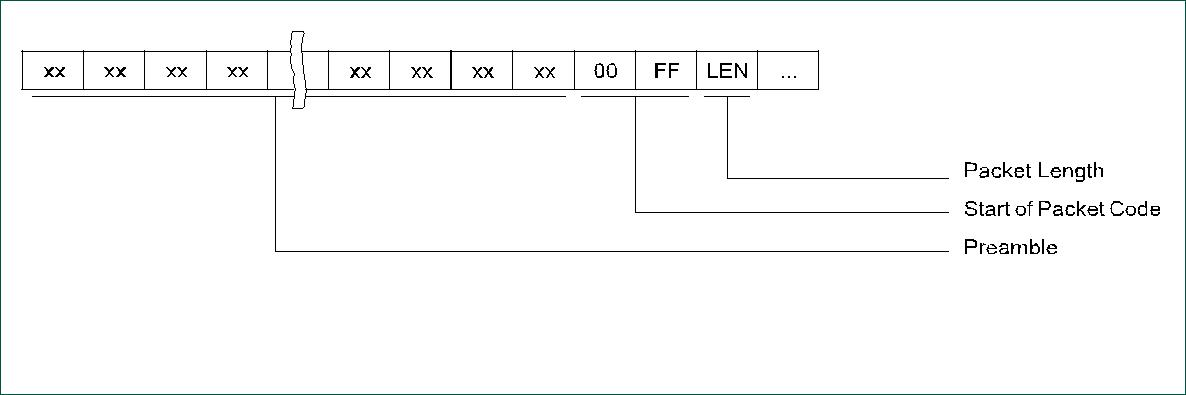 xx xx xx xx xx xx xx xx 00 FF LEN ...
Packet Length
Start of Packet Code
Preamble